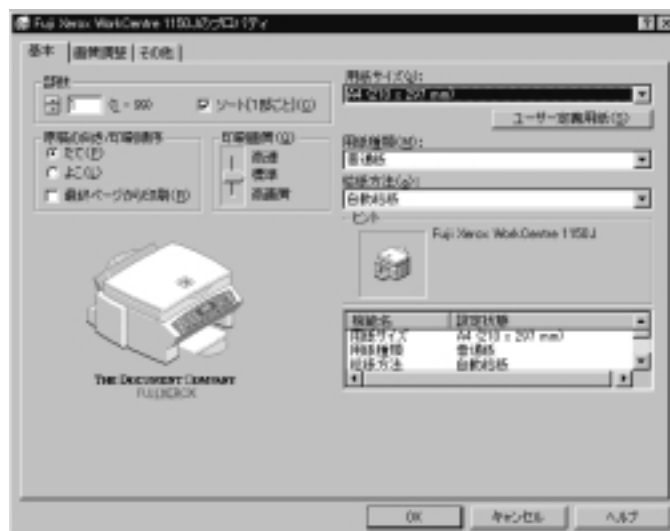 Fuji Xerox WorkCentre 1150Jのプロパティ
基本 画質調整 その他
部数
1 (1 - 99) ソート[1部ごと](O)
原稿の向き/印刷順序
たて(P)
よこ(L)
最終ページから印刷(R)
印刷画質(Q)
高速
標準
高画質
用紙サイズ(Z):
A4 (210 x 297 mm)
ユーザー定義用紙(S)
用紙種類(M):
普通紙
給紙方法(A):
自動給紙
ヒント
Fuji Xerox WorkCentre 1150J
THE DOCUMENT COMPANY
FUJI XEROX
機能名 設定状態
用紙サイズ A4 (210 x 297 mm)
用紙種類 普通紙
給紙方法 自動給紙
OK キャンセル ヘルプ